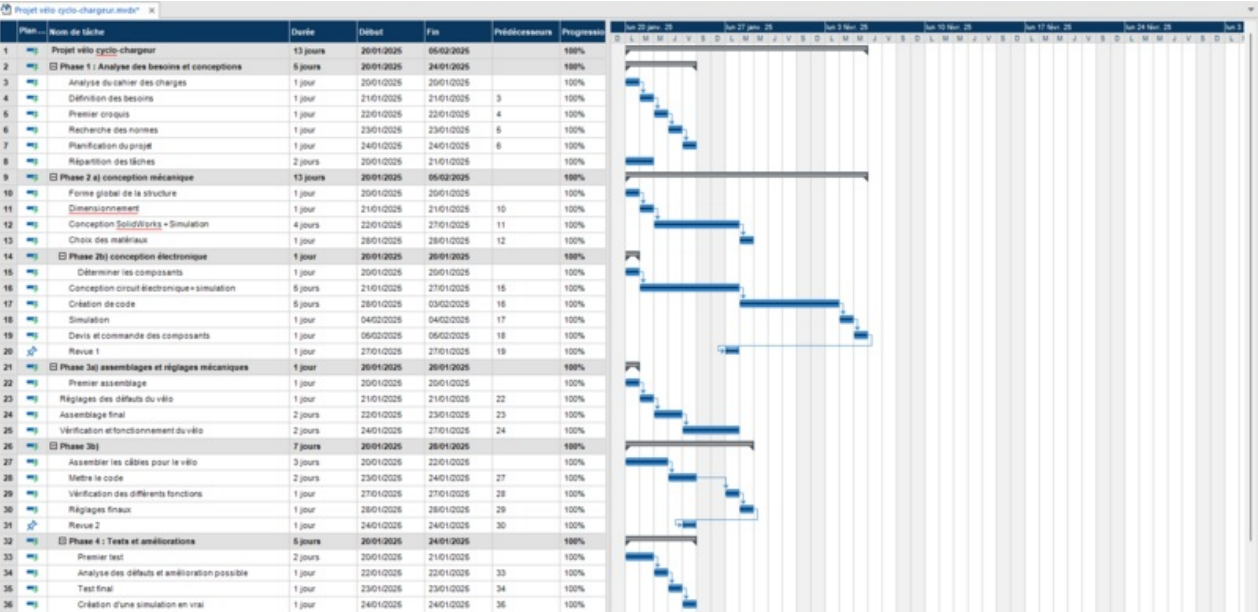 Projet vélo cyclo-chargeur.mrdx*
Plan... Nom de tâche Durée Début Fin Prédécesseurs Progressio
lun 20 janv. 25 lun 27 janv. 25 lun 3 févr. 25 lun 10 févr. 25 lun 17 févr. 25 lun 24 févr. 25 lun 3
1 Projet vélo cyclo-chargeur 13 jours 20/01/2025 05/02/2025 100%
2 Phase 1 : Analyse des besoins et conceptions 5 jours 20/01/2025 24/01/2025 100%
3 Analyse du cahier des charges 1 jour 20/01/2025 20/01/2025 100%
4 Définition des besoins 1 jour 21/01/2025 21/01/2025 3 100%
5 Premier croquis 1 jour 22/01/2025 22/01/2025 4 100%
6 Recherche des normes 1 jour 23/01/2025 23/01/2025 5 100%
7 Planification du projet 1 jour 24/01/2025 24/01/2025 6 100%
8 Répartition des tâches 2 jours 20/01/2025 21/01/2025 100%
9 Phase 2 a) conception mécanique 13 jours 20/01/2025 05/02/2025 100%
10 Forme global de la structure 1 jour 20/01/2025 20/01/2025 100%
11 Dimensionnement 1 jour 21/01/2025 21/01/2025 10 100%
12 Conception SolidWorks + Simulation 4 jours 22/01/2025 27/01/2025 11 100%
13 Choix des matériaux 1 jour 28/01/2025 28/01/2025 12 100%
14 Phase 2b) conception électronique 1 jour 20/01/2025 20/01/2025 100%
15 Déterminer les composants 1 jour 20/01/2025 20/01/2025 100%
16 Conception circuit électronique + simulation 5 jours 21/01/2025 27/01/2025 15 100%
17 Création de code 5 jours 28/01/2025 03/02/2025 16 100%
18 Simulation 1 jour 04/02/2025 04/02/2025 17 100%
19 Devis et commande des composants 1 jour 05/02/2025 05/02/2025 18 100%
20 Revue 1 1 jour 27/01/2025 27/01/2025 19 100%
21 Phase 3a) assemblages et réglages mécaniques 1 jour 20/01/2025 20/01/2025 100%
22 Premier assemblage 1 jour 20/01/2025 20/01/2025 100%
23 Réglages des défauts du vélo 1 jour 21/01/2025 21/01/2025 22 100%
24 Assemblage final 2 jours 22/01/2025 23/01/2025 23 100%
25 Vérification et fonctionnement du vélo 2 jours 24/01/2025 27/01/2025 24 100%
26 Phase 3b) 7 jours 20/01/2025 28/01/2025 100%
27 Assembler les câbles pour le vélo 3 jours 20/01/2025 22/01/2025 100%
28 Mettre le code 2 jours 23/01/2025 24/01/2025 27 100%
29 Vérification des différents fonctions 1 jour 27/01/2025 27/01/2025 28 100%
30 Réglages finaux 1 jour 28/01/2025 28/01/2025 29 100%
31 Revue 2 1 jour 24/01/2025 24/01/2025 30 100%
32 Phase 4 : Tests et améliorations 5 jours 20/01/2025 24/01/2025 100%
33 Premier test 2 jours 20/01/2025 21/01/2025 100%
34 Analyse des défauts et amélioration possible 1 jour 22/01/2025 22/01/2025 33 100%
35 Test final 1 jour 23/01/2025 23/01/2025 34 100%
36 Création d'une simulation en vrai 1 jour 24/01/2025 24/01/2025 100%